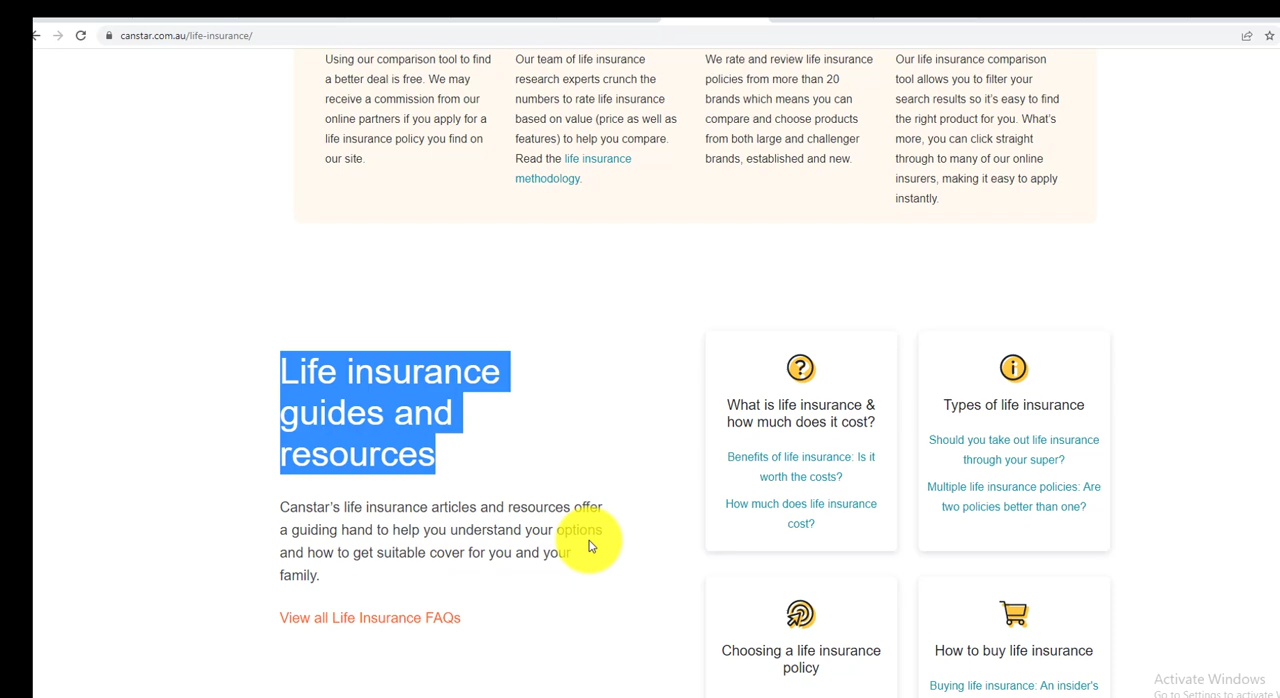 canstar.com.au/life-insurance/
Using our comparison tool to find
a better deal is free. We may
receive a commission from our
online partners if you apply for a
life insurance policy you find on
our site.
Our team of life insurance
research experts crunch the
numbers to rate life insurance
based on value (price as well as
features) to help you compare.
Read the life insurance
methodology.
We rate and review life insurance
policies from more than 20
brands which means you can
compare and choose products
from both large and challenger
brands, established and new.
Our life insurance comparison
tool allows you to filter your
search results so it's easy to find
the right product for you. What's
more, you can click straight
through to many of our online
insurers, making it easy to apply
instantly.
Life insurance
guides and
resources
Canstar's life insurance articles and resources offer
a guiding hand to help you understand your options
and how to get suitable cover for you and your
family.
View all Life Insurance FAQs
What is life insurance &
how much does it cost?
Benefits of life insurance: Is it
worth the costs?
How much does life insurance
cost?
Types of life insurance
Should you take out life insurance
through your super?
Multiple life insurance policies: Are
two policies better than one?
Choosing a life insurance
policy
How to buy life insurance
Buying life insurance: An insider's
Activate Windows
Go to Settings to activate